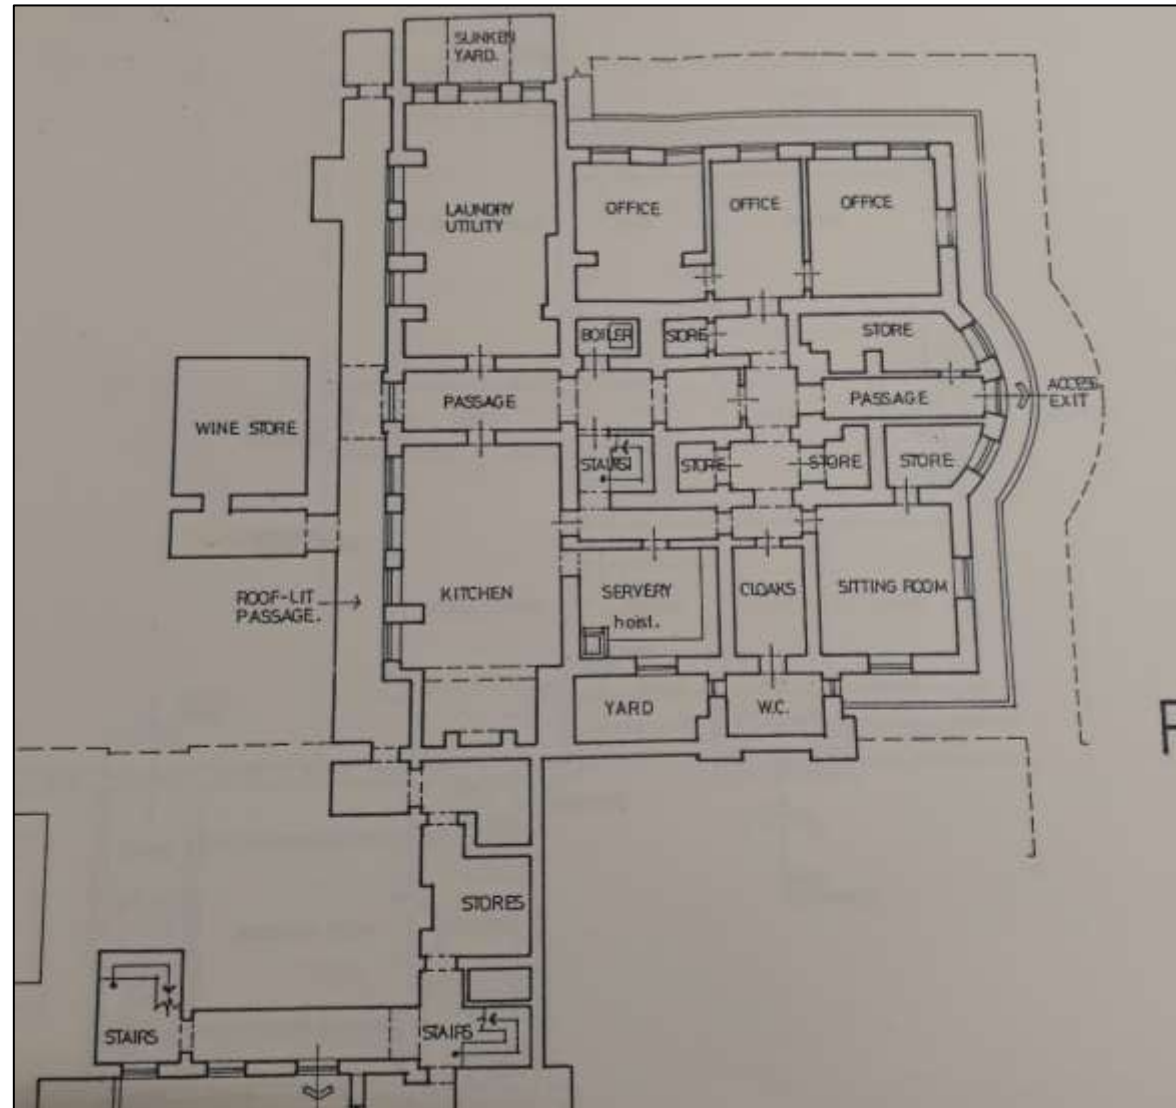 SUNKEN
YARD.
LAUNDRY
UTILITY
OFFICE
OFFICE
OFFICE
BOILER
STORE
STORE
PASSAGE
PASSAGE
ACCESS
EXIT
WINE STORE
STAIRS
STORE
STORE
STORE
ROOF-LIT
PASSAGE.
KITCHEN
SERVERY
hoist.
CLOAKS
SITTING ROOM
YARD
W.C.
STORES
STAIRS
STAIRS